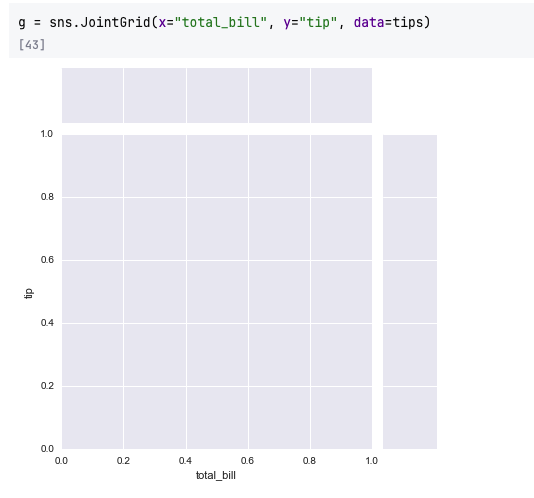 g = sns.JointGrid(x="total_bill", y="tip", data=tips)
[43]
1.0
0.8
0.6
tip
0.4
0.2
0.0
0.0 0.2 0.4 0.6 0.8 1.0
total_bill